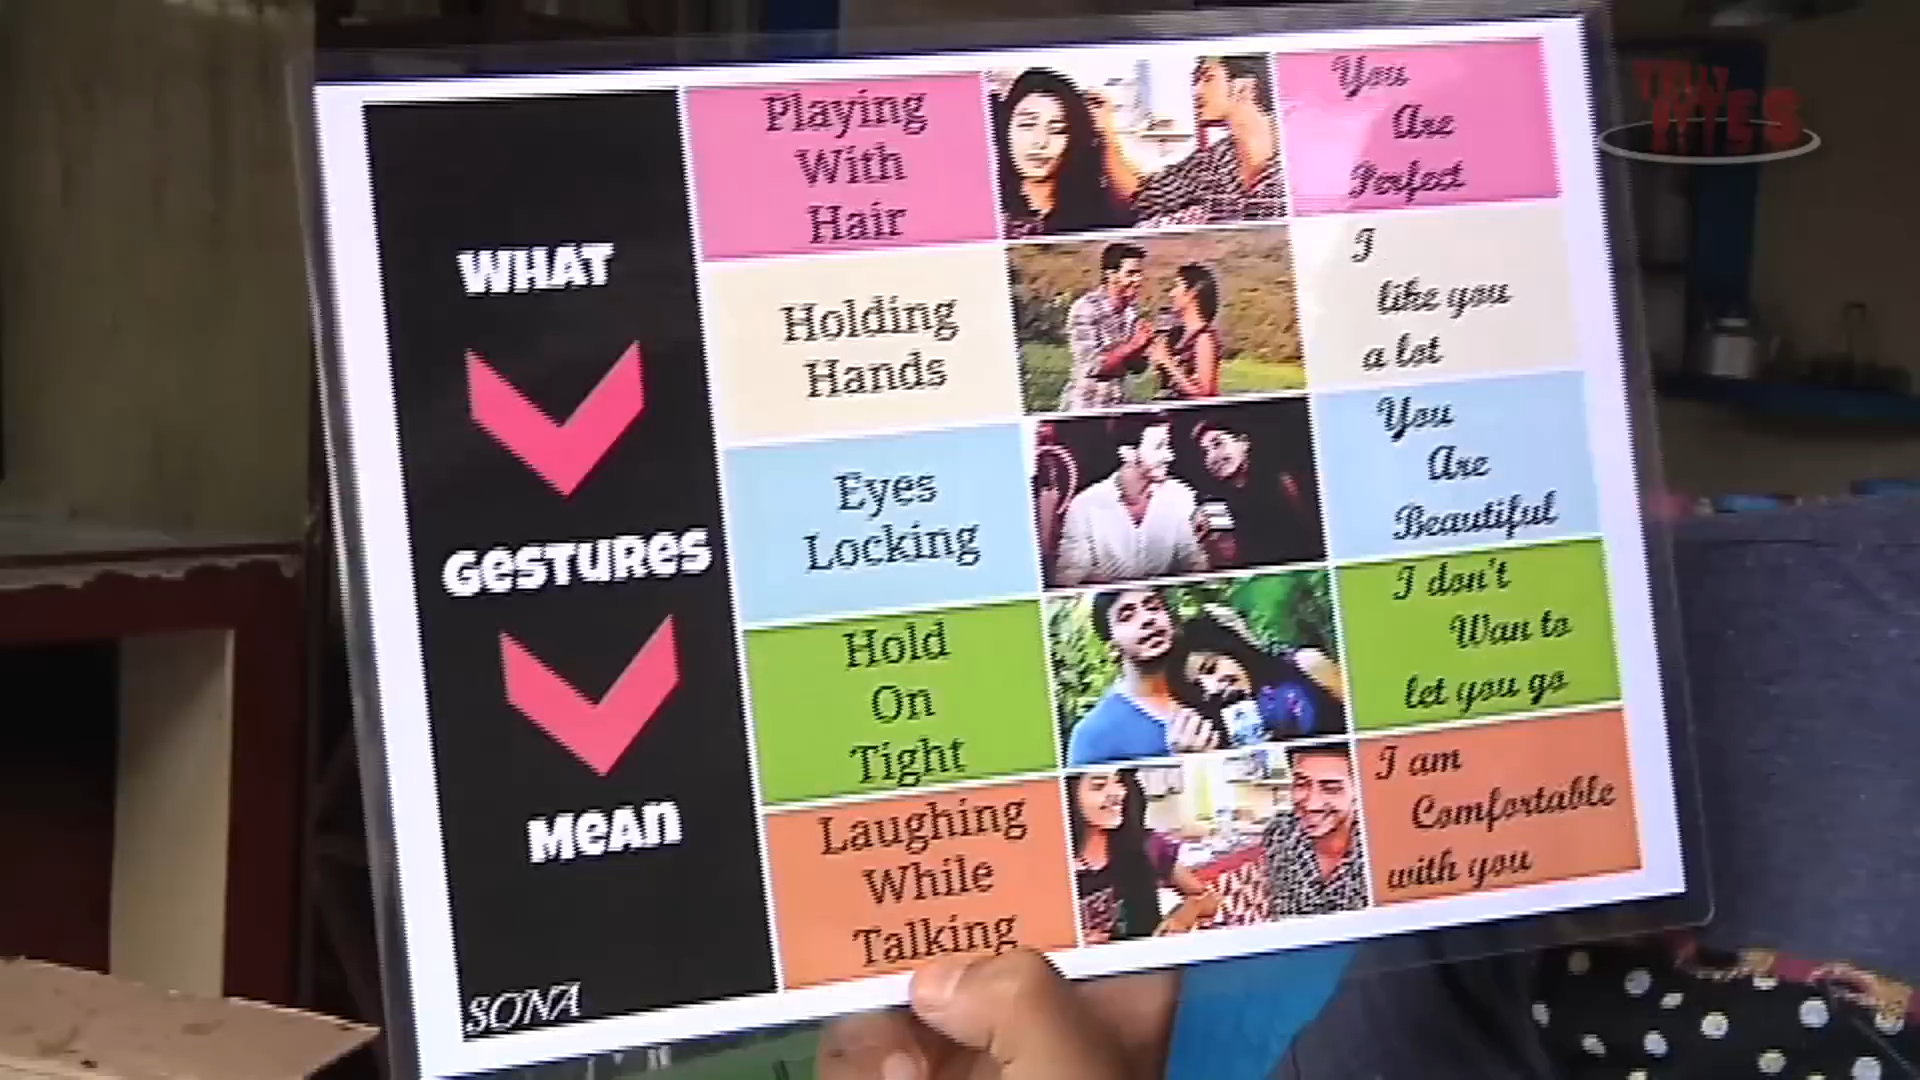 WHAT
GESTURES
MEAN
SONA
Playing
With
Hair
You
Are
Perfect
Holding
Hands
I
like you
a lot
Eyes
Locking
You
Are
Beautiful
Hold
On
Tight
I don't
Wan to
let you go
Laughing
While
Talking
I am
Comfortable
with you